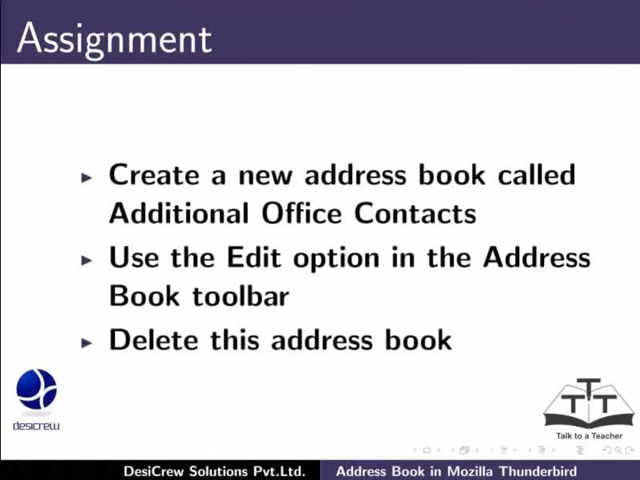 Assignment
Create a new address book called
Additional Office Contacts
Use the Edit option in the Address
Book toolbar
Delete this address book
desicrew
TTT
Talk to a Teacher
DesiCrew Solutions Pvt.Ltd. Address Book in Mozilla Thunderbird